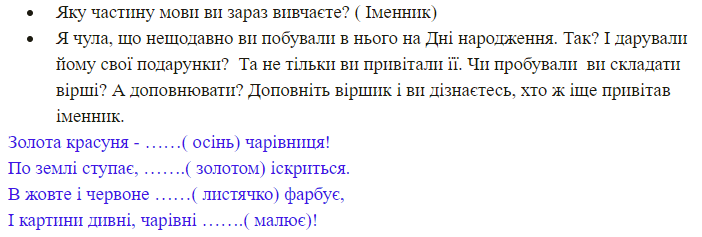 • Яку частину мови ви зараз вивчаєте? ( Іменник)
• Я чула, що нещодавно ви побували в нього на Дні народження. Так? І дарували
йому свої подарунки?  Та не тільки ви привітали її. Чи пробували  ви складати
вірші? А доповнювати? Доповніть віршик і ви дізнаєтесь, хто ж іще привітав
іменник.
Золота красуня - ……( осінь) чарівниця!
По землі ступає, …….( золотом) іскриться.
В жовте і червоне ……( листячко) фарбує,
І картини дивні, чарівні …….( малює)!